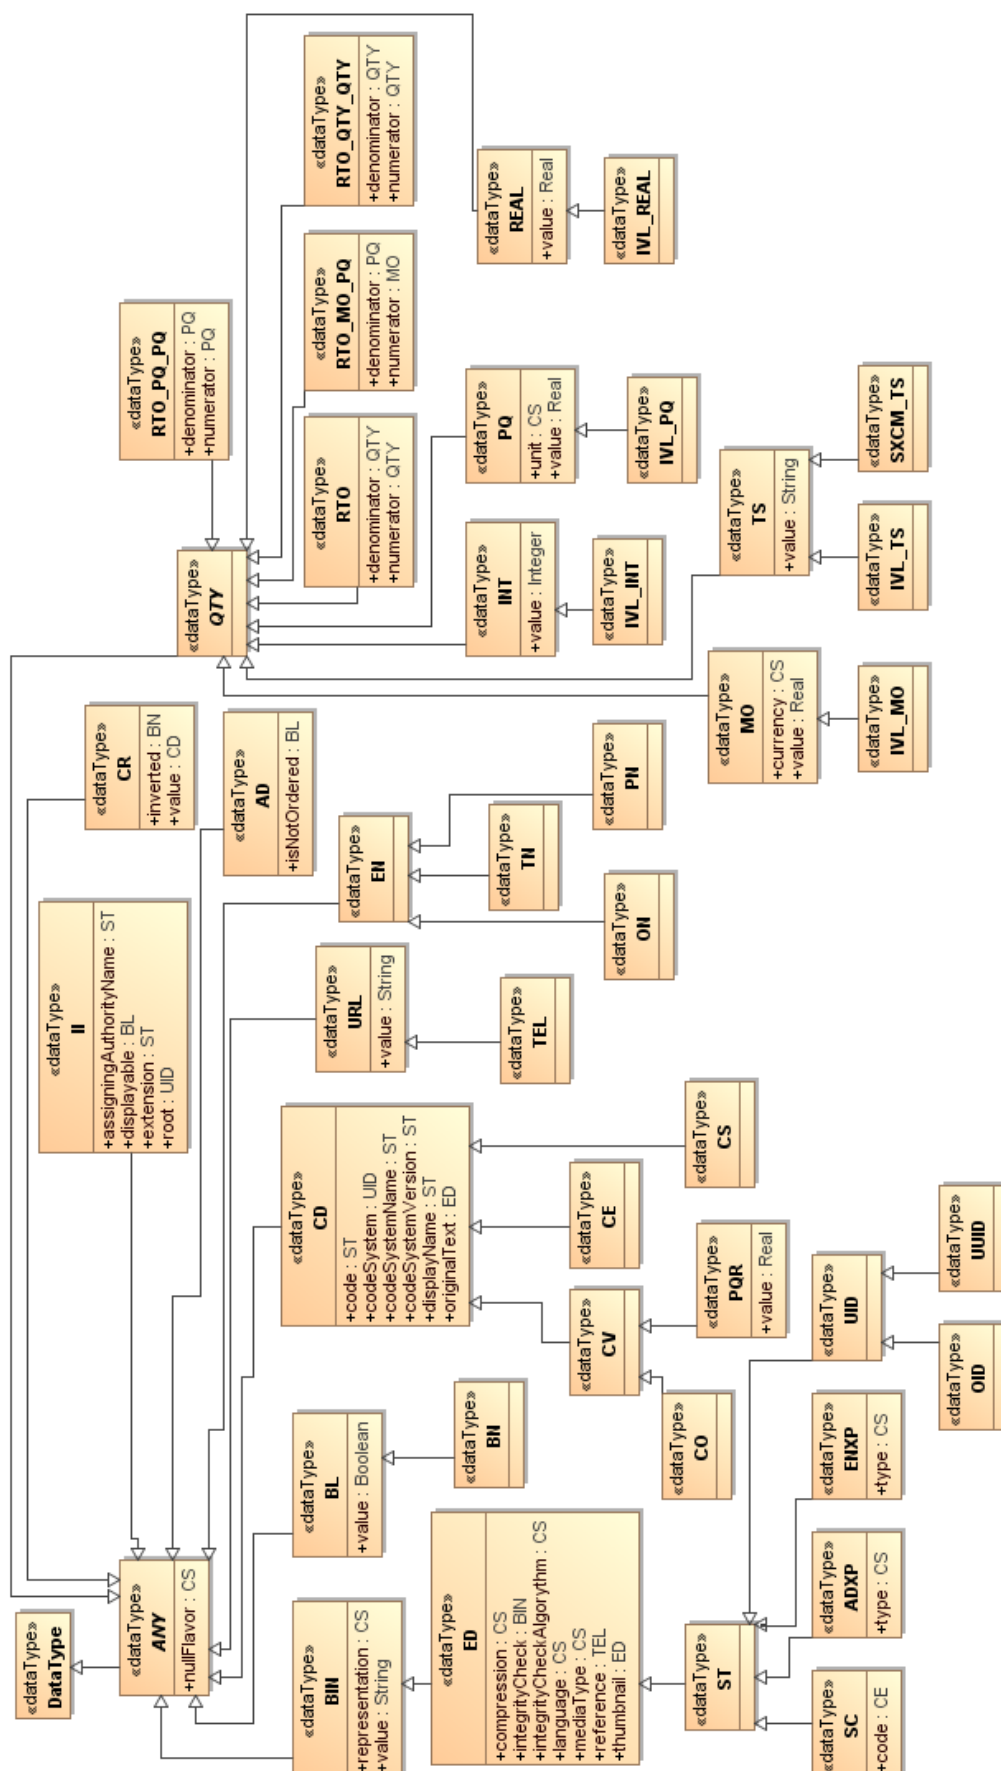 «dataType»
DataType
«dataType»
ANY
+nullFlavor : CS
«dataType»
II
+assigningAuthorityName : ST
+displayable : BL
+extension : ST
+root : UID
«dataType»
CR
+inverted : BN
+value : CD
«dataType»
AD
+isNotOrdered : BL
«dataType»
QTY
«dataType»
RTO_PQ_PQ
+denominator : PQ
+numerator : PQ
«dataType»
BIN
+representation : CS
+value : String
«dataType»
BL
+value : Boolean
«dataType»
CD
+code : ST
+codeSystem : UID
+codeSystemName : ST
+codeSystemVersion : ST
+displayName : ST
+originalText : ED
«dataType»
URL
+value : String
«dataType»
EN
«dataType»
RTO
+denominator : QTY
+numerator : QTY
«dataType»
RTO_MO_PQ
+denominator : PQ
+numerator : MO
«dataType»
RTO_QTY_QTY
+denominator : QTY
+numerator : QTY
«dataType»
ED
+compression : CS
+integrityCheck : BIN
+integrityCheckAlgorythm : CS
+language : CS
+mediaType : CS
+reference : TEL
+thumbnail : ED
«dataType»
BN
«dataType»
TEL
«dataType»
TN
«dataType»
INT
+value : Integer
«dataType»
PQ
+unit : CS
+value : Real
«dataType»
REAL
+value : Real
«dataType»
CV
«dataType»
CE
«dataType»
ON
«dataType»
PN
«dataType»
IVL_INT
«dataType»
IVL_PQ
«dataType»
IVL_REAL
«dataType»
ST
«dataType»
CO
«dataType»
PQR
+value : Real
«dataType»
CS
«dataType»
MO
+currency : CS
+value : Real
«dataType»
TS
+value : String
«dataType»
SC
+code : CE
«dataType»
ADXP
+type : CS
«dataType»
ENXP
+type : CS
«dataType»
UID
«dataType»
IVL_MO
«dataType»
IVL_TS
«dataType»
SXCM_TS
«dataType»
OID
«dataType»
UUID